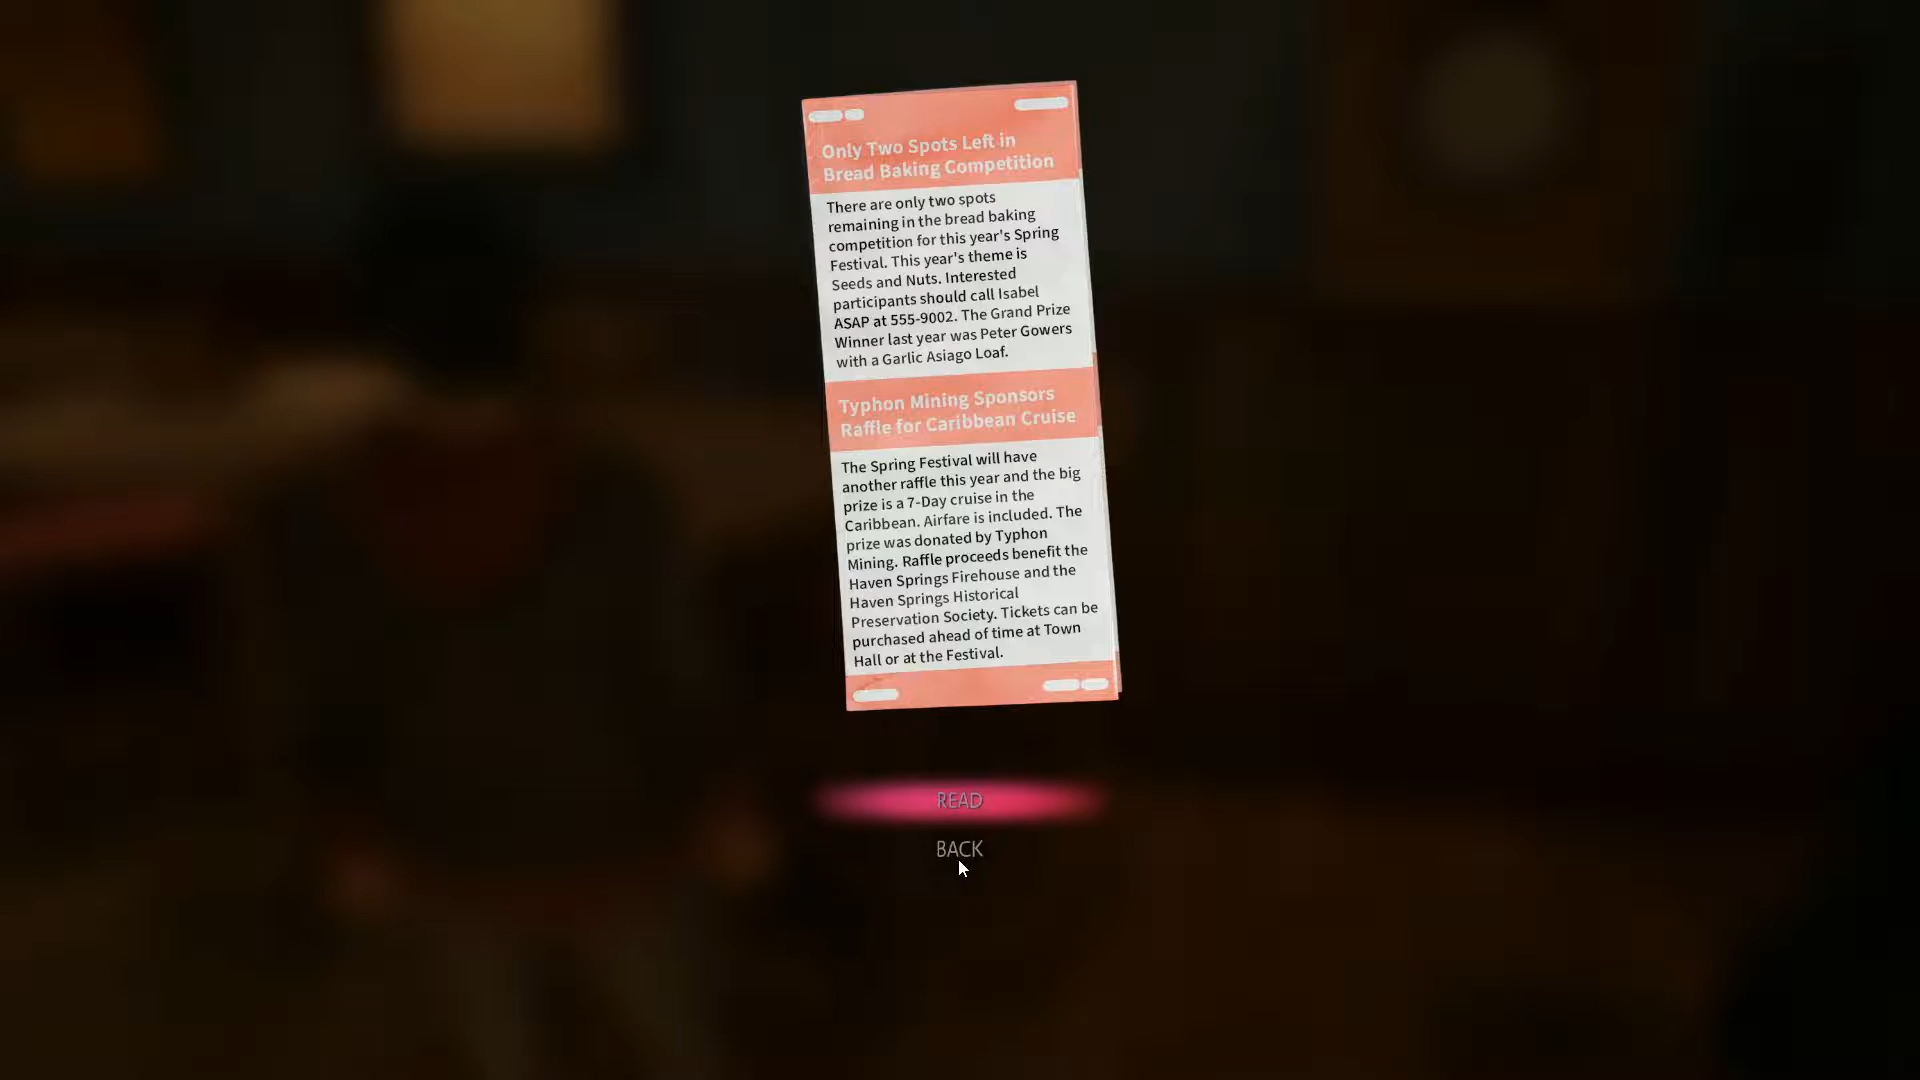 Only Two Spots Left in
Bread Baking Competition
There are only two spots
remaining in the bread baking
competition for this year's Spring
Festival. This year's theme is
Seeds and Nuts. Interested
participants should call Isabel
ASAP at 555-9002. The Grand Prize
Winner last year was Peter Gowers
with a Garlic Asiago Loaf.
Typhon Mining Sponsors
Raffle for Caribbean Cruise
The Spring Festival will have
another raffle this year and the big
prize is a 7-Day cruise in the
Caribbean. Airfare is included. The
prize was donated by Typhon
Mining. Raffle proceeds benefit the
Haven Springs Firehouse and the
Haven Springs Historical
Preservation Society. Tickets can be
purchased ahead of time at Town
Hall or at the Festival.
READ
BACK